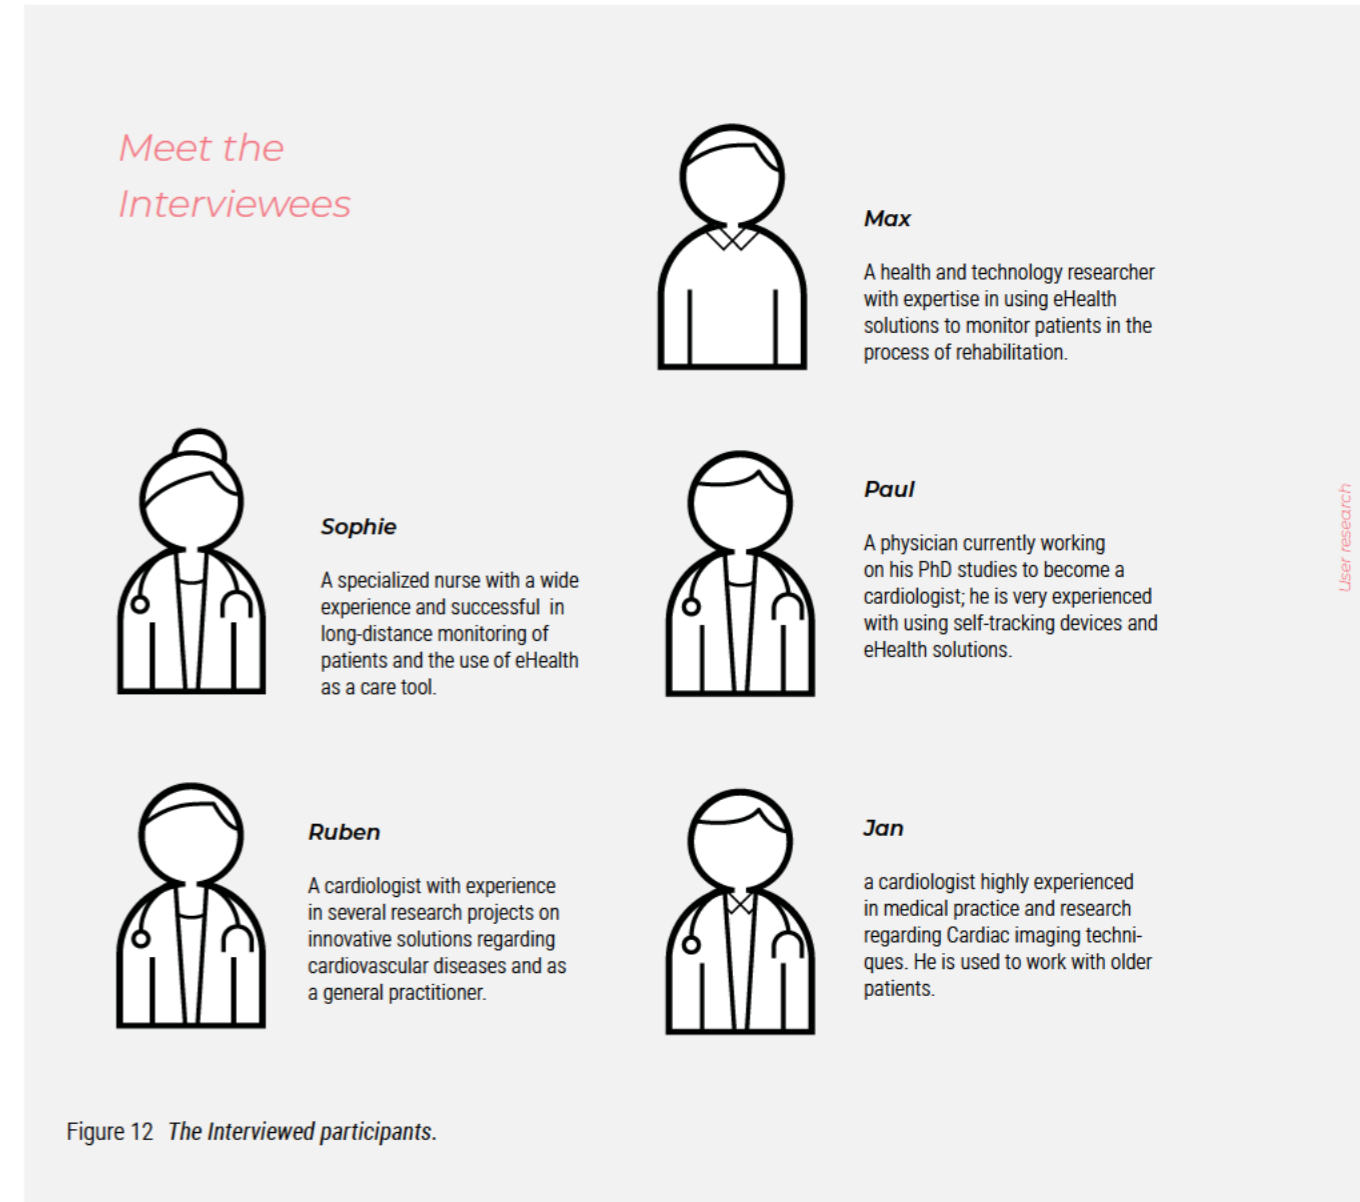 Meet the
Interviewees
Max
A health and technology researcher
with expertise in using eHealth
solutions to monitor patients in the
process of rehabilitation.
Sophie
A specialized nurse with a wide
experience and successful  in
long-distance monitoring of
patients and the use of eHealth
as a care tool.
Paul
A physician currently working
on his PhD studies to become a
cardiologist; he is very experienced
with using self-tracking devices and
eHealth solutions.
Ruben
A cardiologist with experience
in several research projects on
innovative solutions regarding
cardiovascular diseases and as
a general practitioner.
Jan
a cardiologist highly experienced
in medical practice and research
regarding Cardiac imaging techni-
ques. He is used to work with older
patients.
User research
Figure 12 The Interviewed participants.